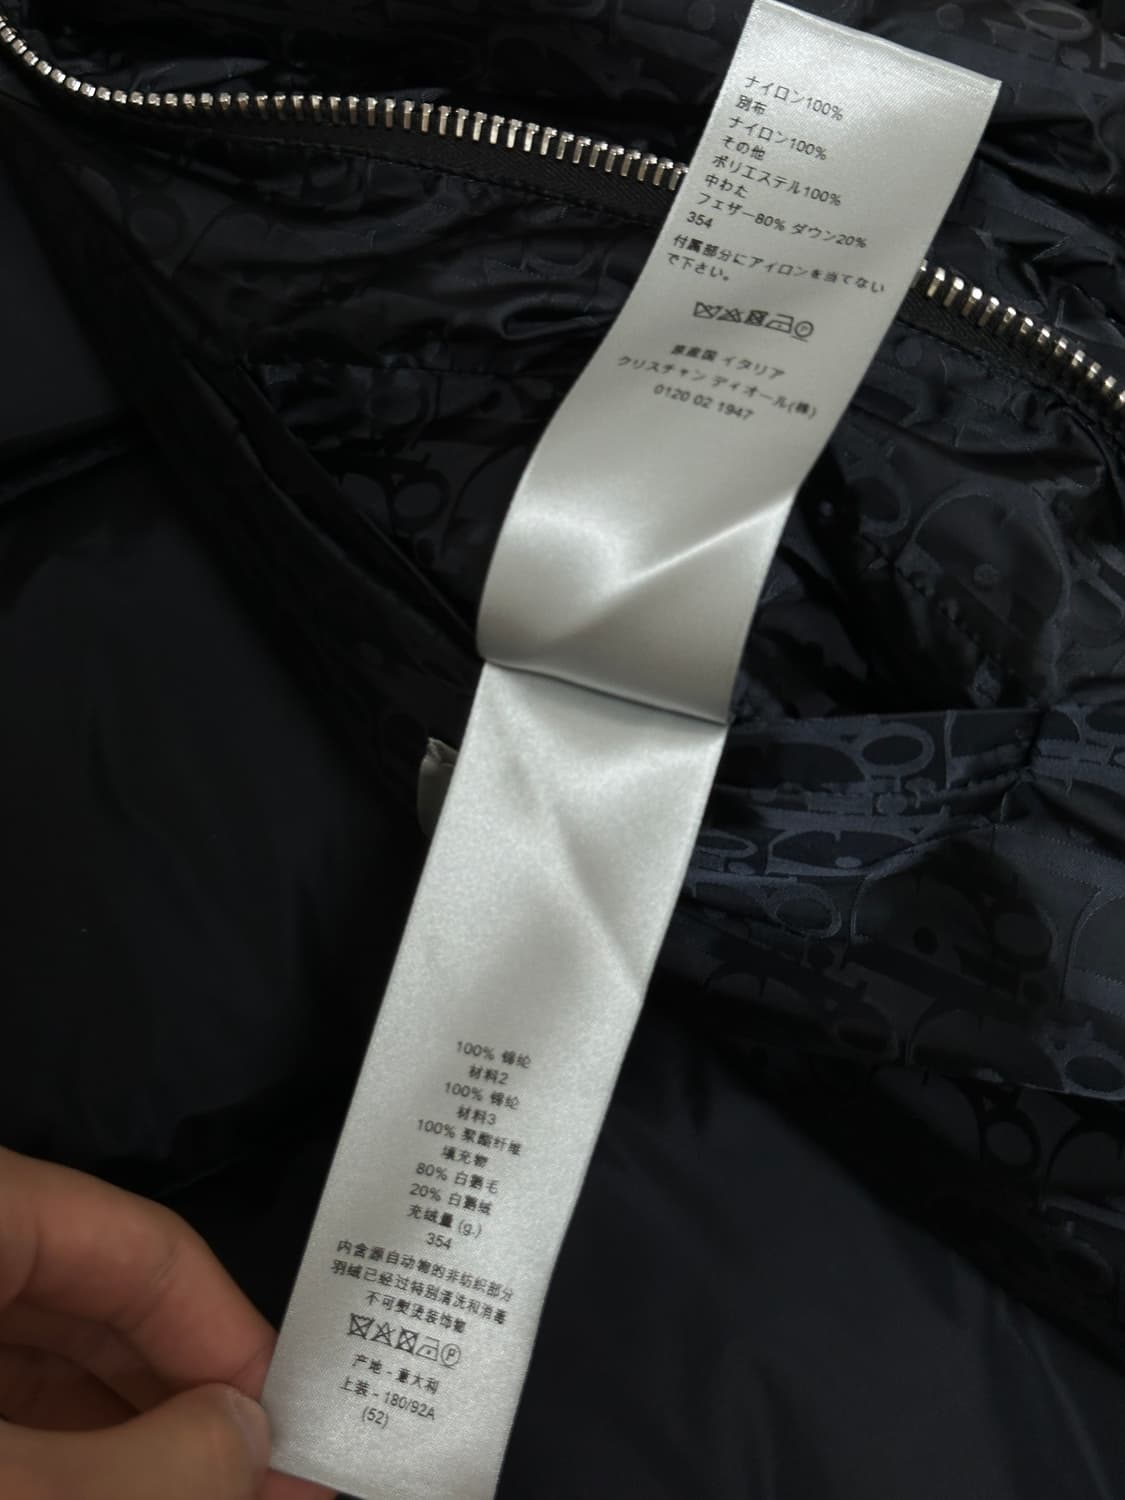 ナイロン100%
別布
ナイロン100%
その他
ポリエステル100%
中わた
フェザー80% ダウン20%
354
付属部分にアイロンを当てない
で下さい。
原産国 イタリア
クリスチャン ディオール(株)
0120 02 1947
100% 锦纶
材料2
100% 锦纶
材料3
100% 聚酯纤维
填充物
80% 白鹅毛
20% 白鹅绒
充绒量 (g.)
354
内含源自动物的非纺织部分
羽绒已经过特别清洗和消毒
不可熨烫装饰物
P
产地 - 意大利
上装 - 180/92A
(52)